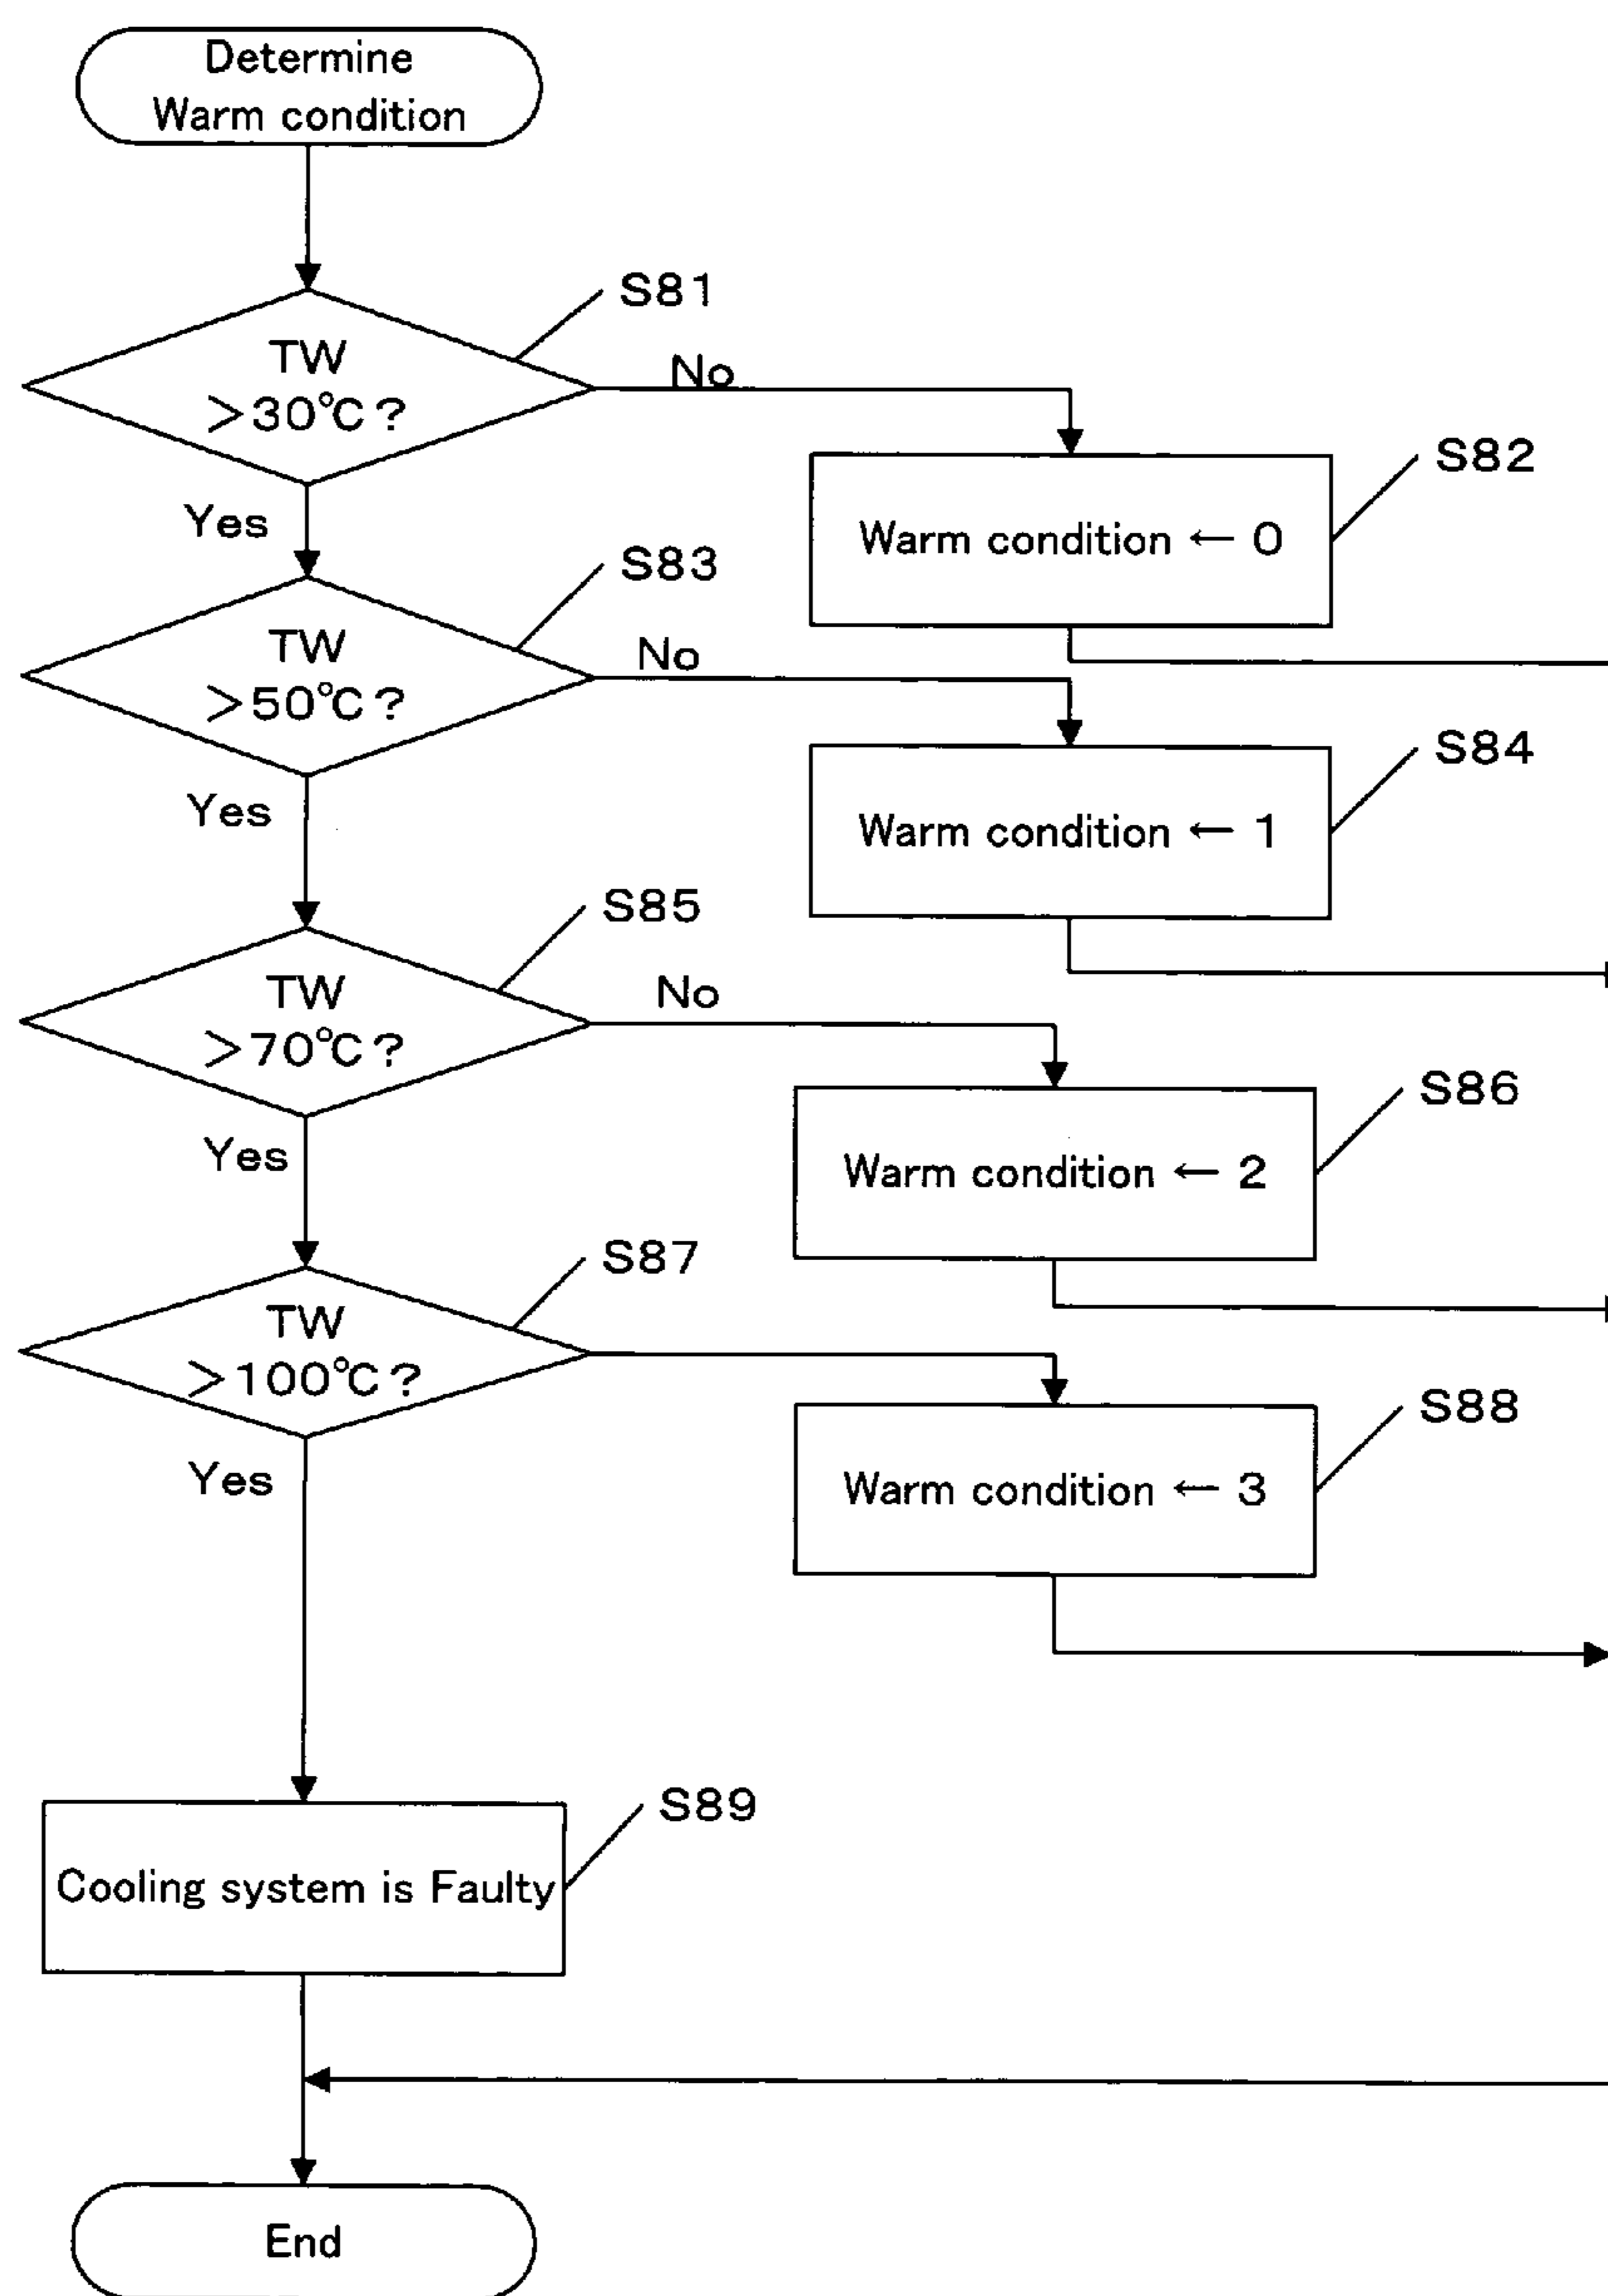 Determine
Warm condition
S81
TW
>30℃?
No
Yes
S82
Warm condition ← 0
S83
TW
>50℃?
No
Yes
S84
Warm condition ← 1
S85
TW
>70℃?
No
Yes
S86
Warm condition ← 2
S87
TW
>100℃?
Yes
S88
Warm condition ← 3
S89
Cooling system is Faulty
End